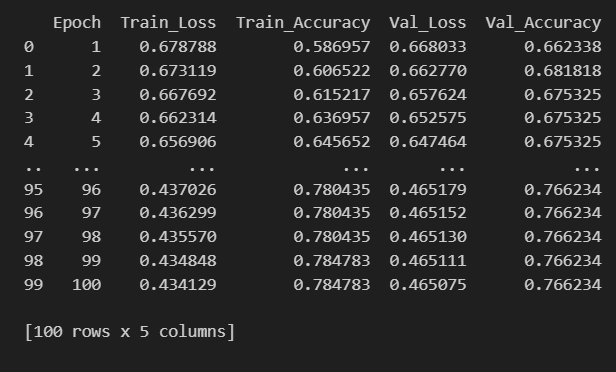 Epoch Train_Loss Train_Accuracy Val_Loss Val_Accuracy
0 1 0.678788 0.586957 0.668033 0.662338
1 2 0.673119 0.606522 0.662770 0.681818
2 3 0.667692 0.615217 0.657624 0.675325
3 4 0.662314 0.636957 0.652575 0.675325
4 5 0.656906 0.645652 0.647464 0.675325
.. ... ... ... ... ...
95 96 0.437026 0.780435 0.465179 0.766234
96 97 0.436299 0.780435 0.465152 0.766234
97 98 0.435570 0.780435 0.465130 0.766234
98 99 0.434848 0.784783 0.465111 0.766234
99 100 0.434129 0.784783 0.465075 0.766234
[100 rows x 5 columns]